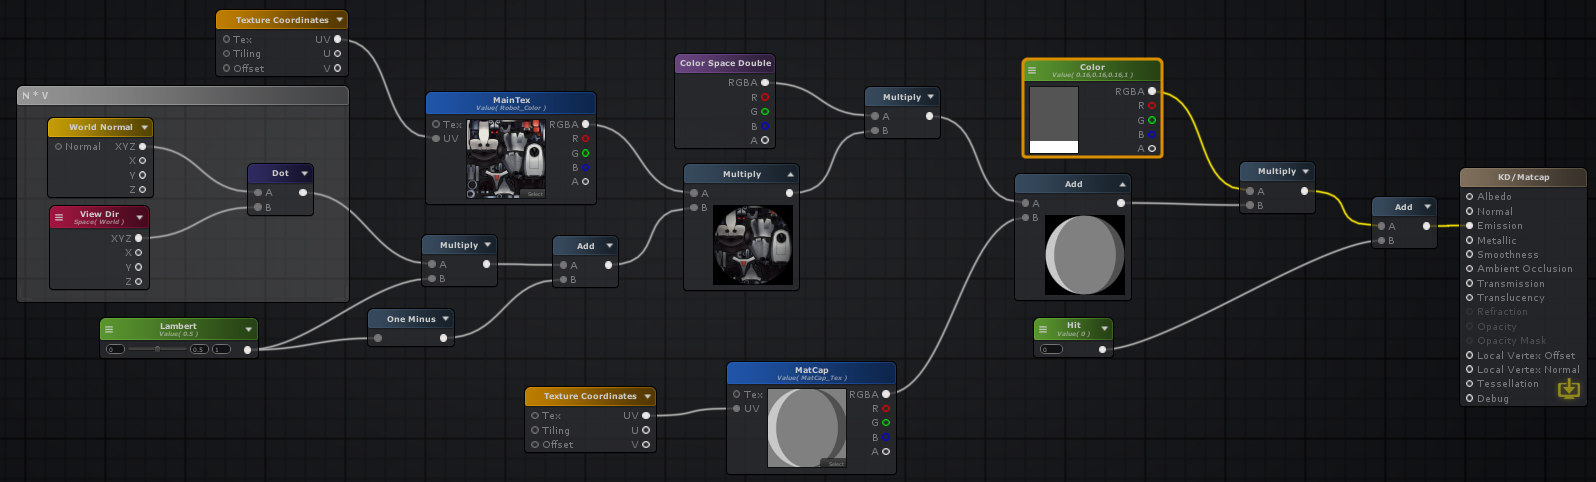 Texture Coordinates
Tex UV
Tiling U
Offset V
N * V
World Normal
Normal XYZ
X
Y
Z
View Dir
Space( World )
XYZ
X
Y
Z
Dot
A
B
Lambert
Value( 0.5 )
0 0.5 1
MainTex
Value( Robot_Color )
Tex RGBA
UV R
G
B
A
Select
Multiply
A
B
One Minus
Add
A
B
Color Space Double
RGBA
R
G
B
A
Multiply
A
B
Multiply
A
B
Texture Coordinates
Tex UV
Tiling U
Offset V
MatCap
Value( MatCap_Tex )
Tex RGBA
UV R
G
B
A
Select
Color
Value( 0.16,0.16,0.16,1 )
RGBA
R
G
B
A
Add
A
B
Hit
Value( 0 )
0
Multiply
A
B
Add
A
B
KD/Matcap
Albedo
Normal
Emission
Metallic
Smoothness
Ambient Occlusion
Transmission
Translucency
Refraction
Opacity
Opacity Mask
Local Vertex Offset
Local Vertex Normal
Tessellation
Debug